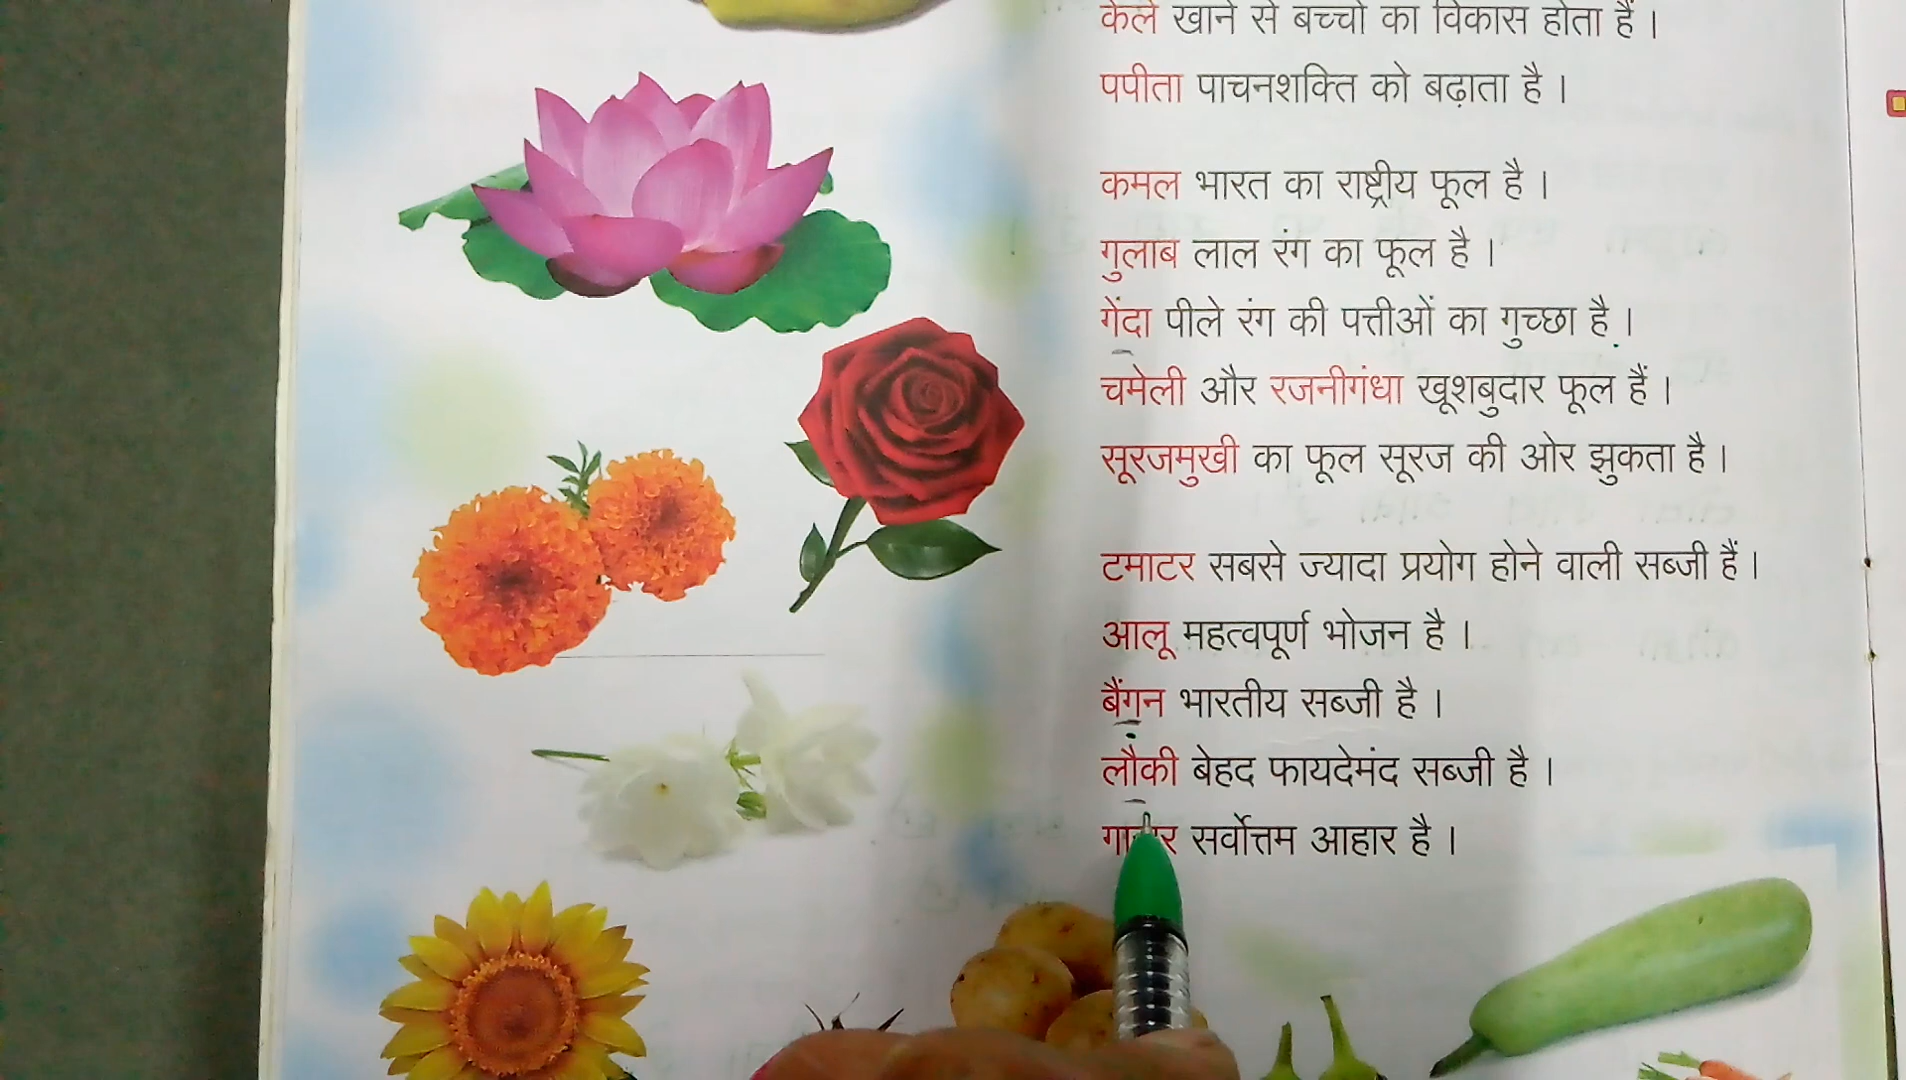 केले खाने से बच्चों का विकास होता हैं ।
पपीता पाचनशक्ति को बढ़ाता है ।
कमल भारत का राष्ट्रीय फूल है ।
गुलाब लाल रंग का फूल है ।
गेंदा पीले रंग की पत्तीओं का गुच्छा है ।
चमेली और रजनीगंधा खूशबुदार फूल हैं ।
सूरजमुखी का फूल सूरज की ओर झुकता है ।
टमाटर सबसे ज्यादा प्रयोग होने वाली सब्जी हैं ।
आलू महत्वपूर्ण भोजन है ।
बैंगन भारतीय सब्जी है ।
लौकी बेहद फायदेमंद सब्जी है ।
सर्वोत्तम आहार है ।